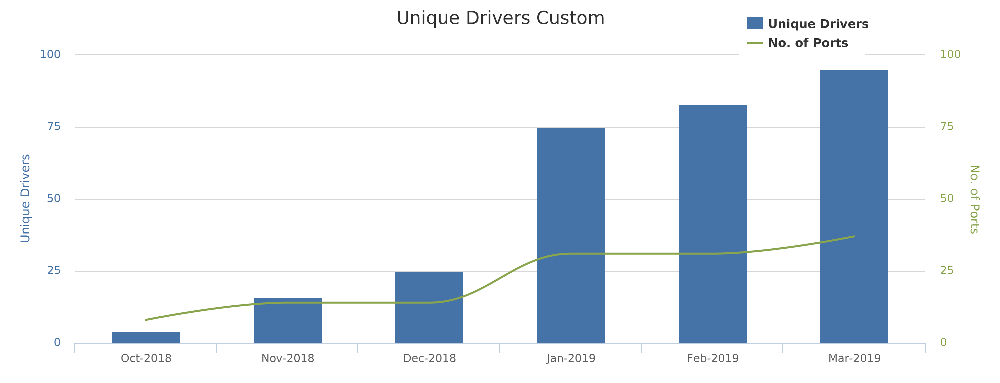 Unique Drivers Custom
Unique Drivers
No. of Ports
100
75
50
25
0
Unique Drivers
100
75
50
25
0
No. of Ports
Oct-2018
Nov-2018
Dec-2018
Jan-2019
Feb-2019
Mar-2019